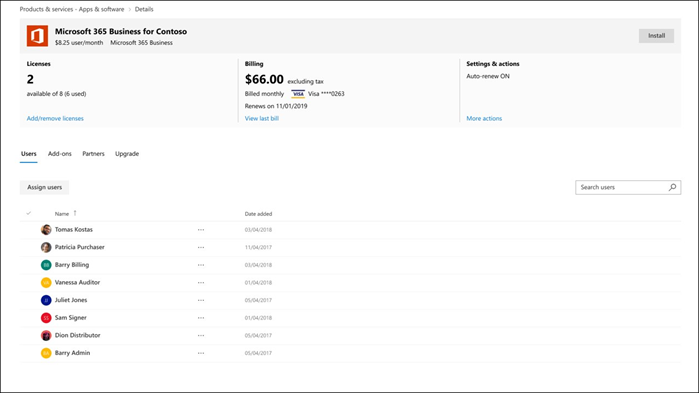 Products & services - Apps & software > Details
Microsoft 365 Business for Contoso
$8.25 user/month Microsoft 365 Business
Install
Licenses
2
available of 8 (6 used)
Add/remove licenses
Billing
$66.00 excluding tax
Billed monthly VISA Visa ****0263
Renews on 11/01/2019
View last bill
Settings & actions
Auto-renew ON
More actions
Users Add-ons Partners Upgrade
Assign users
Search users
Name ↑ Date added
Tomas Kostas ... 03/04/2018
Patricia Purchaser ... 11/04/2017
BB Barry Billing ... 03/04/2018
Vanessa Auditor ... 01/04/2018
JJ Juliet Jones ... 05/04/2017
SS Sam Signer ... 01/04/2018
Dion Distributor ... 05/04/2017
Barry Admin ... 05/04/2017